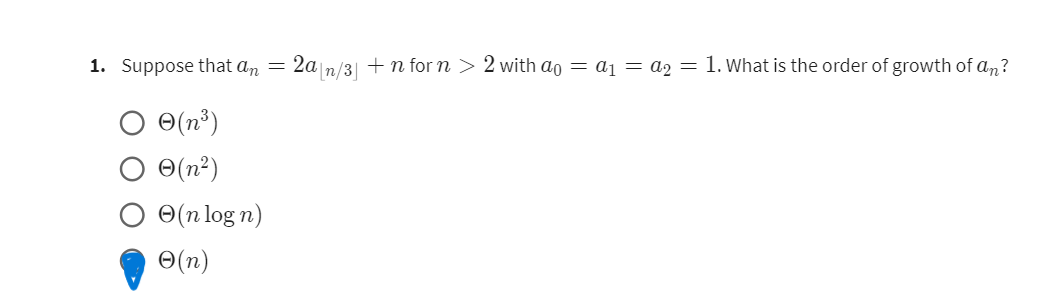 1. Suppose that aₙ = 2a⌊n/3⌋ + n for n > 2 with a₀ = a₁ = a₂ = 1. What is the order of growth of aₙ?
Θ(n³)
Θ(n²)
Θ(n log n)
Θ(n)